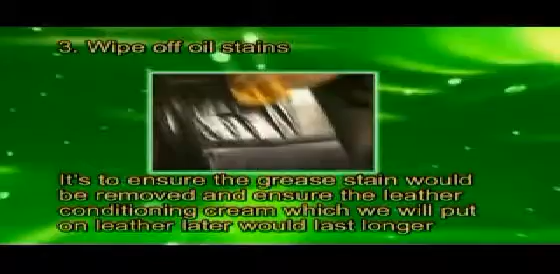 3. Wipe off oil stains
It's to ensure the grease stain would
be removed and ensure the leather
conditioning cream which we will put
on leather later would last longer